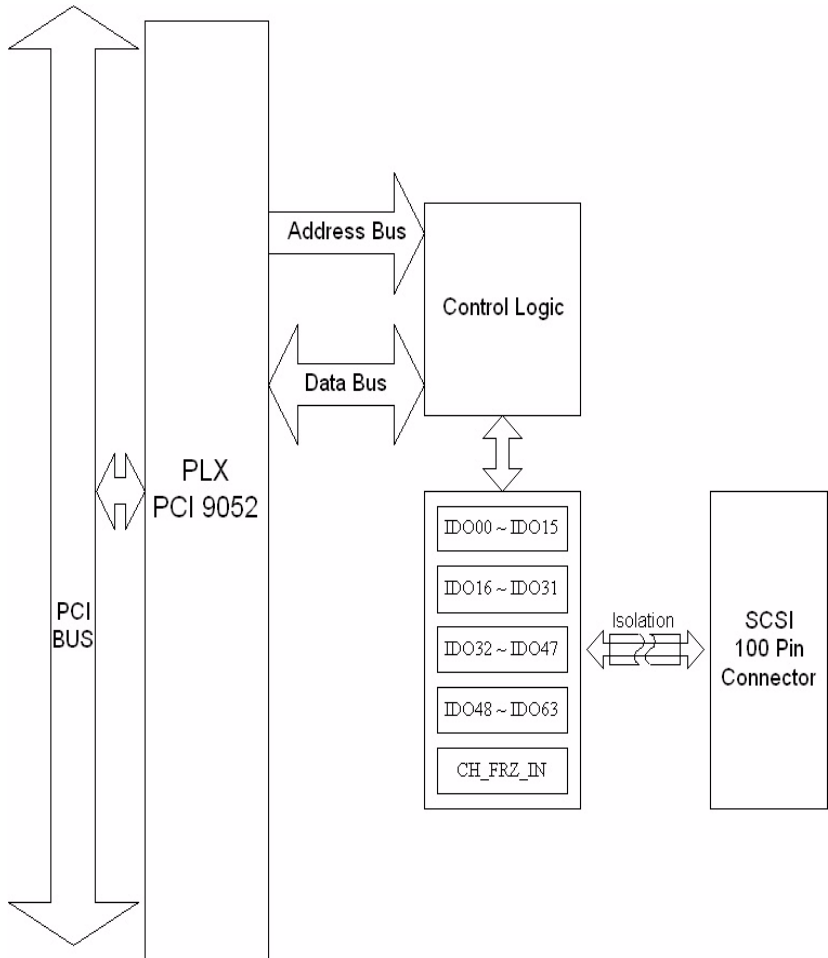 Address Bus
Control Logic
Data Bus
PLX
PCI 9052
PCI
BUS
IDO00 ~ IDO15
IDO16 ~ IDO31
IDO32 ~ IDO47
IDO48 ~ IDO63
CH_FRZ_IN
Isolation
SCSI
100 Pin
Connector